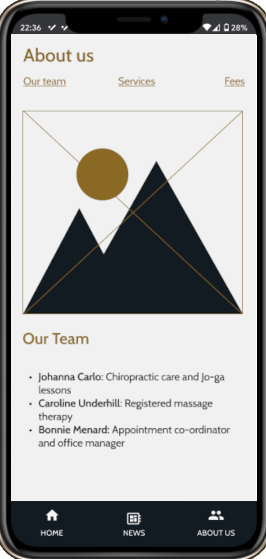 22:36 28%
About us
Our team Services Fees
Our Team
• Johanna Carlo: Chiropractic care and Jo-ga
lessons
• Caroline Underhill: Registered massage
therapy
• Bonnie Menard: Appointment co-ordinator
and office manager
HOME NEWS ABOUT US